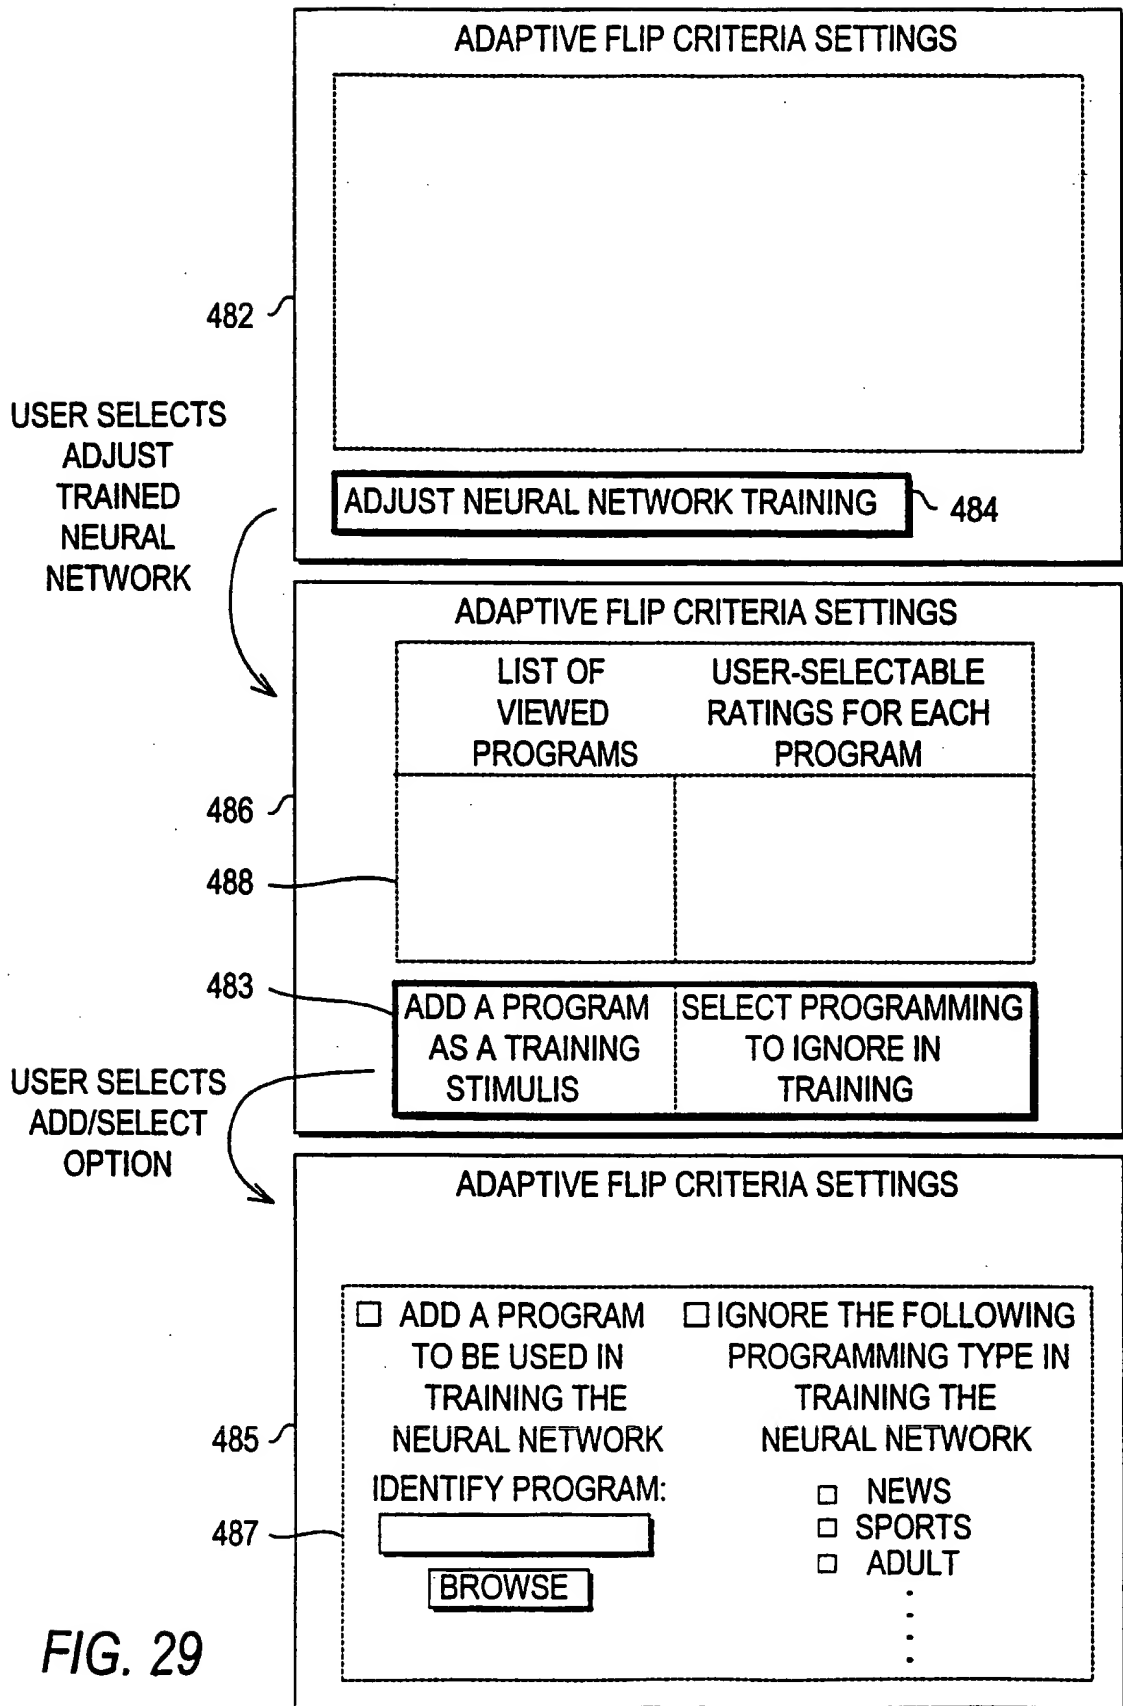 ADAPTIVE FLIP CRITERIA SETTINGS
482
USER SELECTS
ADJUST
TRAINED
NEURAL
NETWORK
ADJUST NEURAL NETWORK TRAINING
484
ADAPTIVE FLIP CRITERIA SETTINGS
LIST OF
VIEWED
PROGRAMS
USER-SELECTABLE
RATINGS FOR EACH
PROGRAM
486
488
483
ADD A PROGRAM
AS A TRAINING
STIMULIS
SELECT PROGRAMMING
TO IGNORE IN
TRAINING
USER SELECTS
ADD/SELECT
OPTION
ADAPTIVE FLIP CRITERIA SETTINGS
ADD A PROGRAM
TO BE USED IN
TRAINING THE
NEURAL NETWORK
IDENTIFY PROGRAM:
BROWSE
IGNORE THE FOLLOWING
PROGRAMMING TYPE IN
TRAINING THE
NEURAL NETWORK
NEWS
SPORTS
ADULT
485
487
FIG. 29